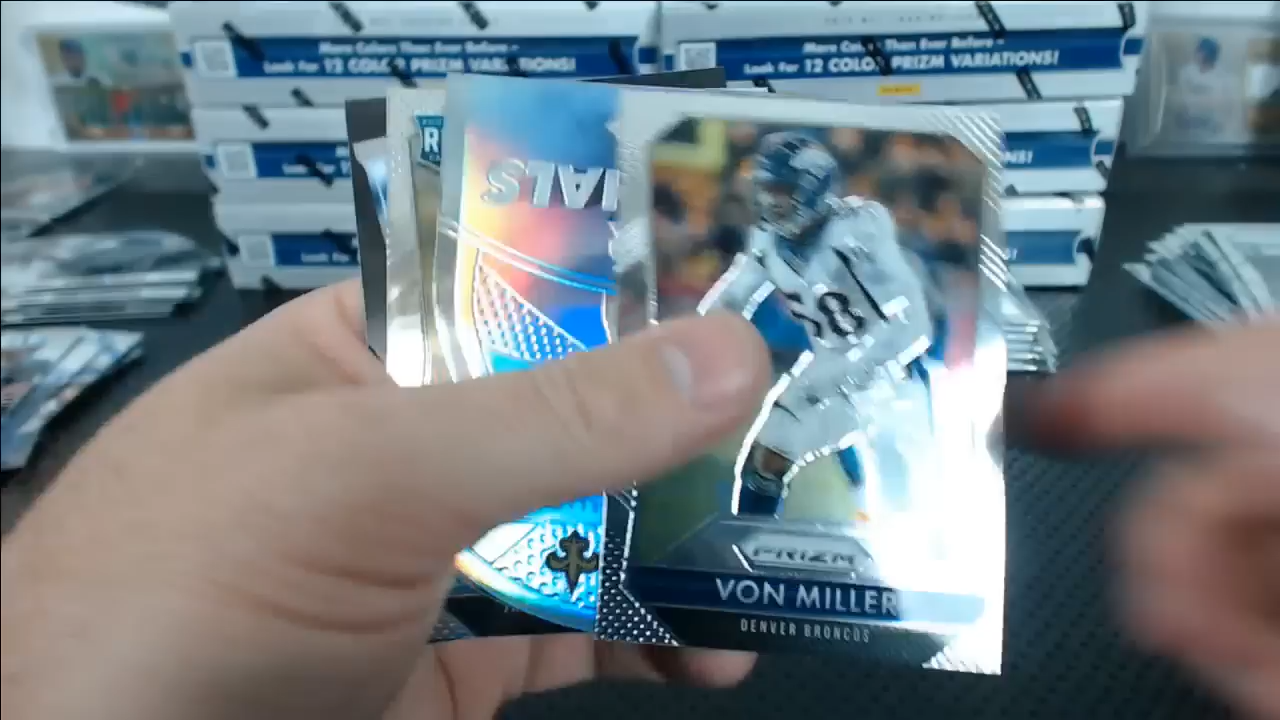 More Colors Than Ever Before -
Look For 12 COLOR PRIZM VARIATIONS!
More Colors Than Ever Before -
Look For 12 COLOR PRIZM VARIATIONS!
R
IALS
58
PRIZM
VON MILLER
DENVER BRONCOS